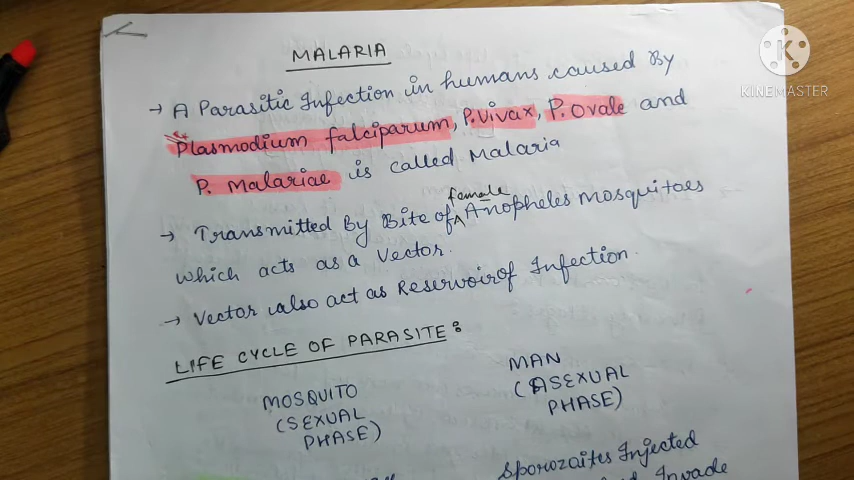 MALARIA
KINEMASTER
→ A Parasitic Infection in humans caused By
Plasmodium falciparum, P. Vivax, P. Ovale and
P. malariae is called Malaria
female
→ Transmitted By Bite of ^ Anopheles mosquitoes
which acts as a Vector.
→ Vector also act as Reservoir of Infection.
LIFE CYCLE OF PARASITE:
MOSQUITO
(SEXUAL
PHASE)
MAN
(ASEXUAL
PHASE)
Sporozoites Injected
Invade